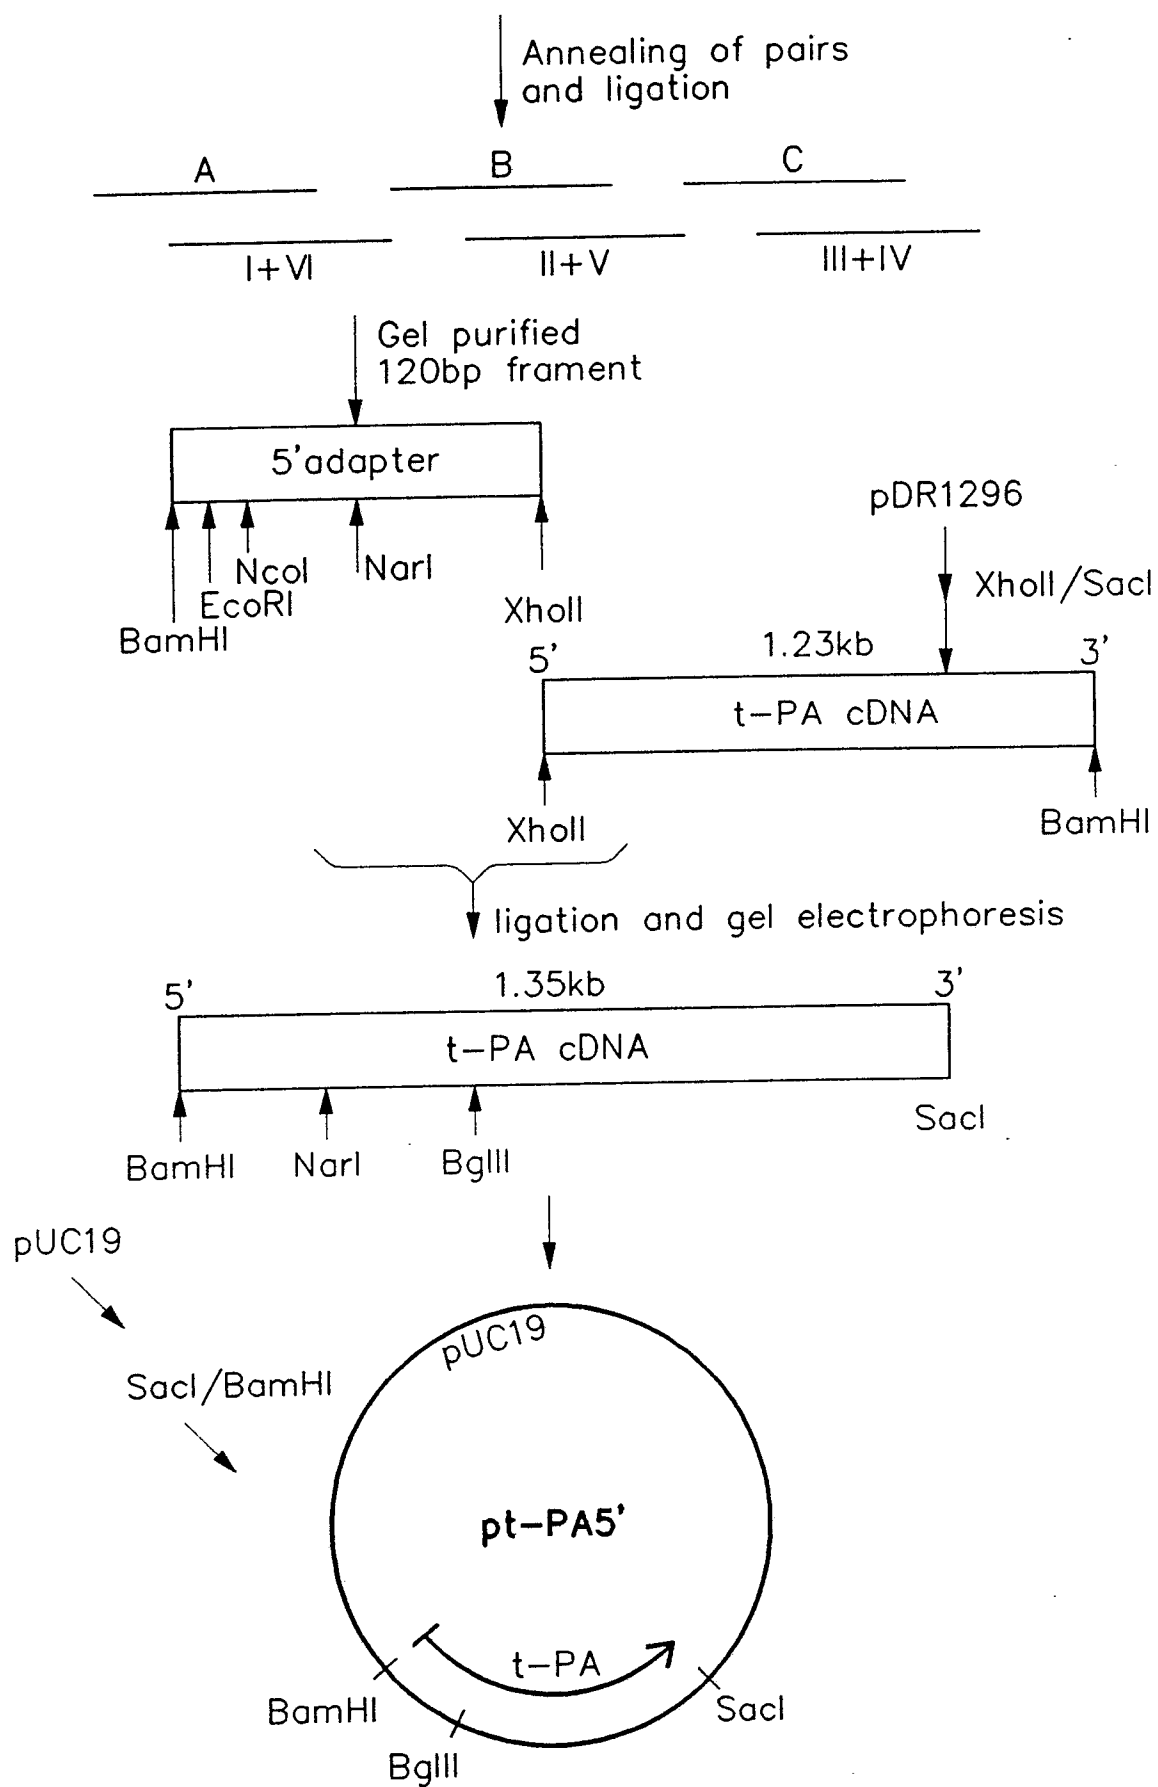 Annealing of pairs
and ligation
A
B
C
I+VI
II+V
III+IV
Gel purified
120bp frament
5'adapter
NcoI
NarI
EcoRI
BamHI
XhoII
pDR1296
XhoII/SacI
5'
1.23kb
3'
t-PA cDNA
XhoII
BamHI
ligation and gel electrophoresis
5'
1.35kb
3'
t-PA cDNA
SacI
BamHI
NarI
BglII
pUC19
SacI/BamHI
pUC19
pt-PA5'
t-PA
BamHI
SacI
BglII